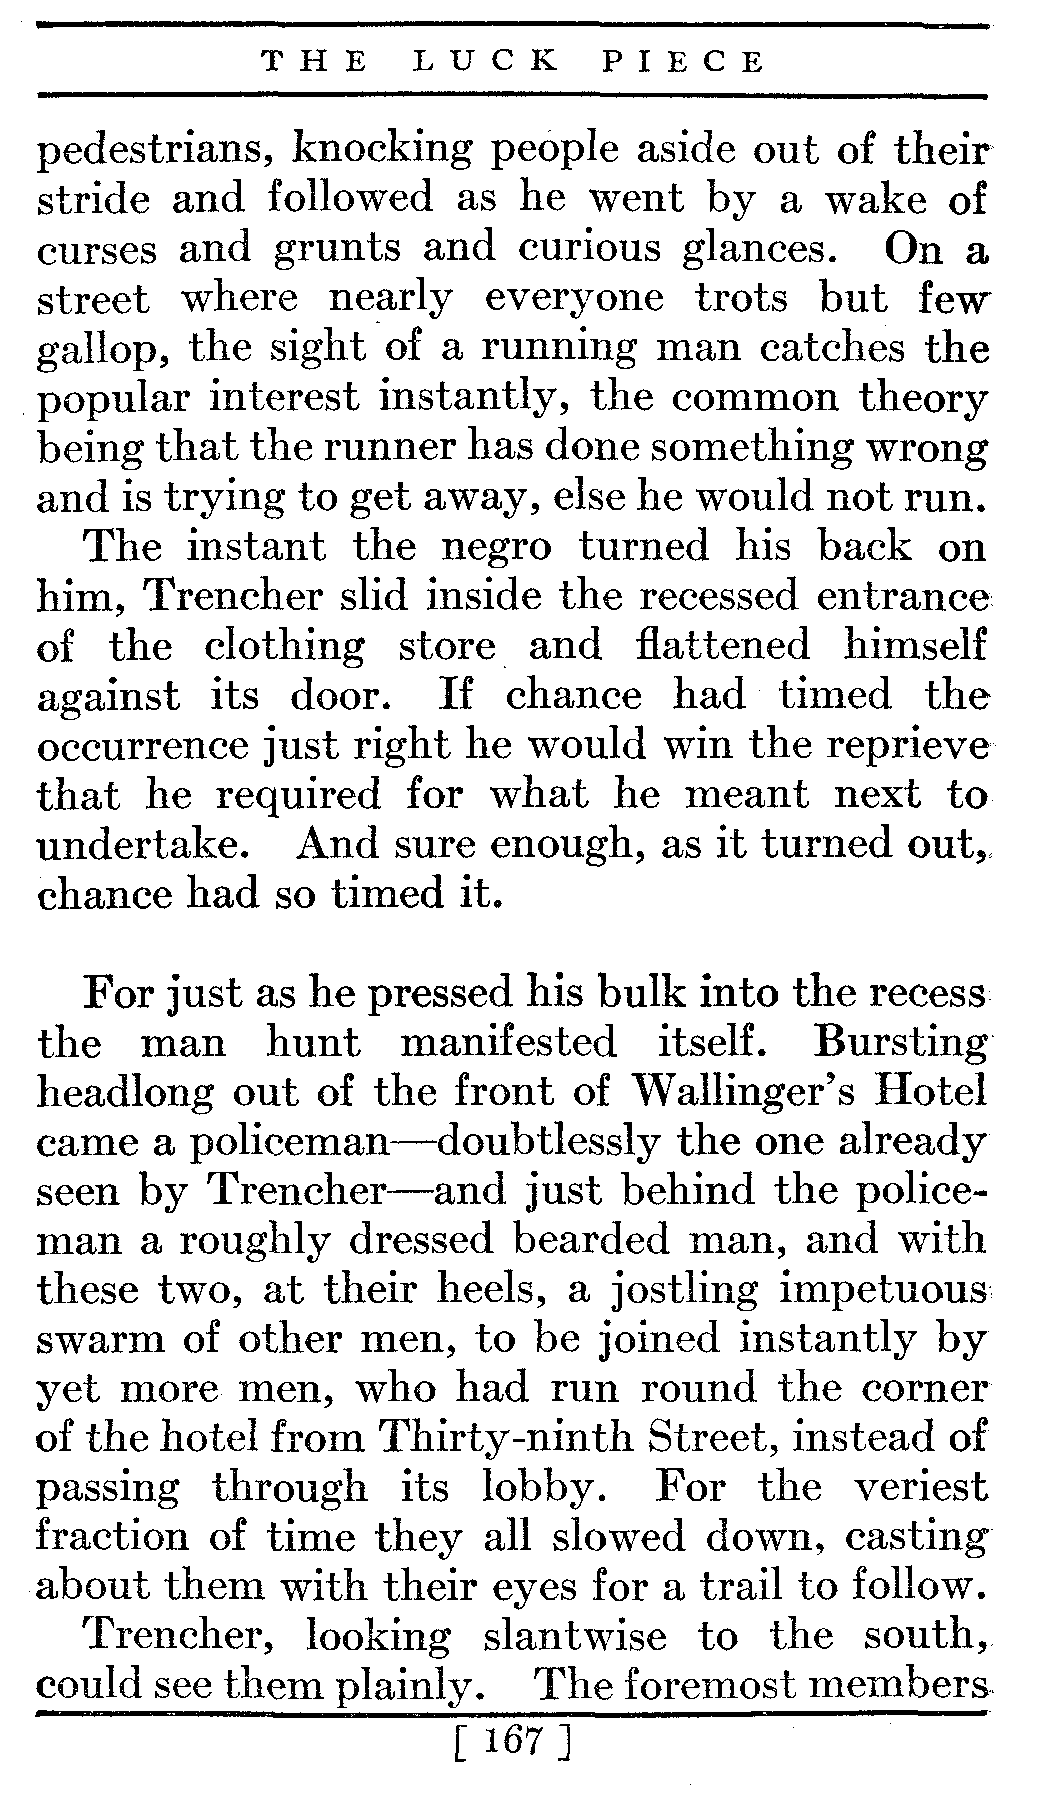 THE LUCK PIECE
pedestrians, knocking people aside out of their
stride and followed as he went by a wake of
curses and grunts and curious glances. On a
street where nearly everyone trots but few
gallop, the sight of a running man catches the
popular interest instantly, the common theory
being that the runner has done something wrong
and is trying to get away, else he would not run.
The instant the negro turned his back on
him, Trencher slid inside the recessed entrance
of the clothing store and flattened himself
against its door. If chance had timed the
occurrence just right he would win the reprieve
that he required for what he meant next to
undertake. And sure enough, as it turned out,
chance had so timed it.
For just as he pressed his bulk into the recess
the man hunt manifested itself. Bursting
headlong out of the front of Wallinger's Hotel
came a policeman—doubtlessly the one already
seen by Trencher—and just behind the police-
man a roughly dressed bearded man, and with
these two, at their heels, a jostling impetuous
swarm of other men, to be joined instantly by
yet more men, who had run round the corner
of the hotel from Thirty-ninth Street, instead of
passing through its lobby. For the veriest
fraction of time they all slowed down, casting
about them with their eyes for a trail to follow.
Trencher, looking slantwise to the south,
could see them plainly. The foremost members
[ 167 ]